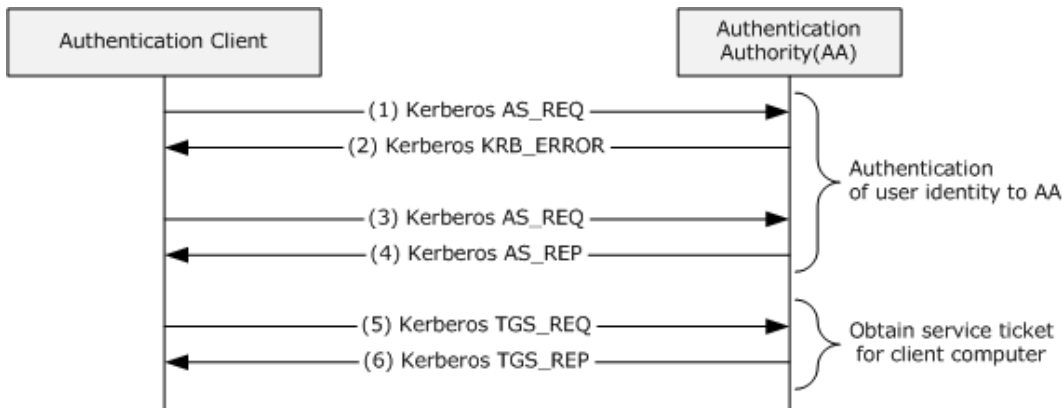 Authentication Client
Authentication
Authority(AA)
(1) Kerberos AS_REQ
(2) Kerberos KRB_ERROR
Authentication
of user identity to AA
(3) Kerberos AS_REQ
(4) Kerberos AS_REP
(5) Kerberos TGS_REQ
(6) Kerberos TGS_REP
Obtain service ticket
for client computer